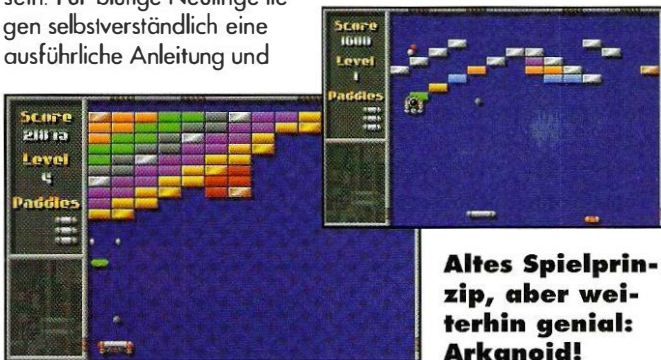 sein. Für blutige Neulinge lie-
gen selbstverständlich eine
ausführliche Anleitung und
Score
1600
Level
1
Paddles
Score
Level
4
Paddles
Altes Spielprin-
zip, aber wei-
terhin genial:
Arkanoid!